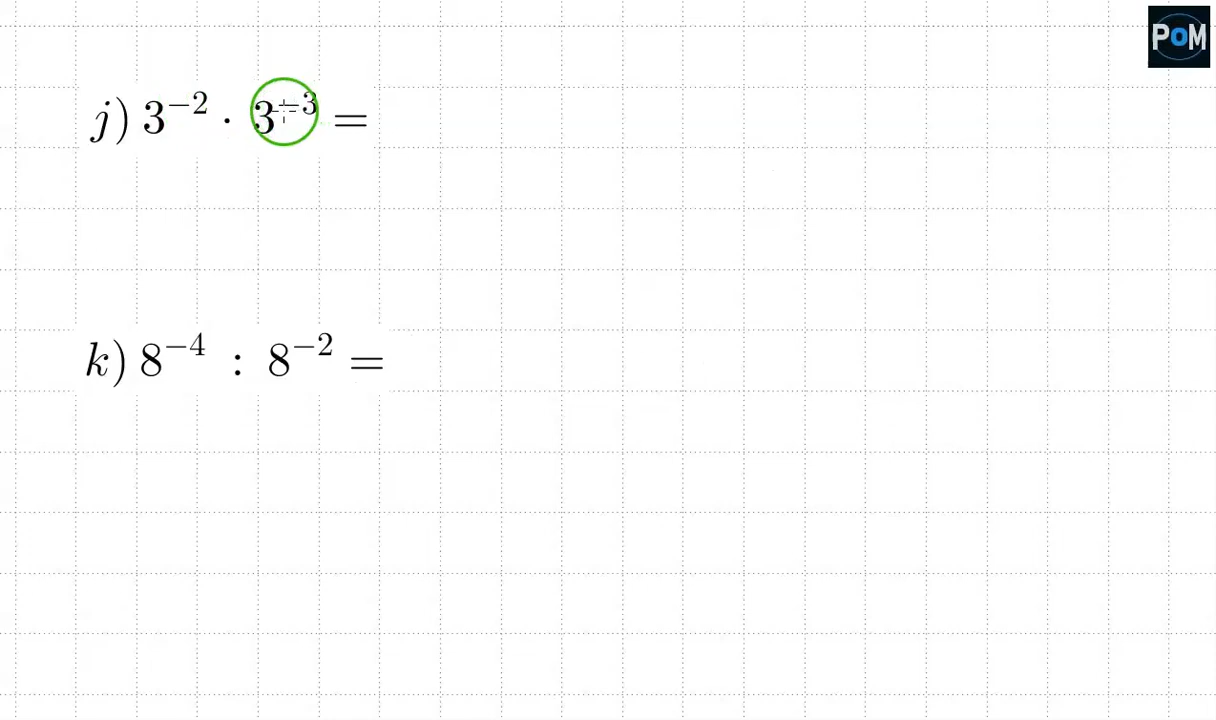 PoM
j) 3⁻² · 3⁻³ =
k) 8⁻⁴ : 8⁻² =